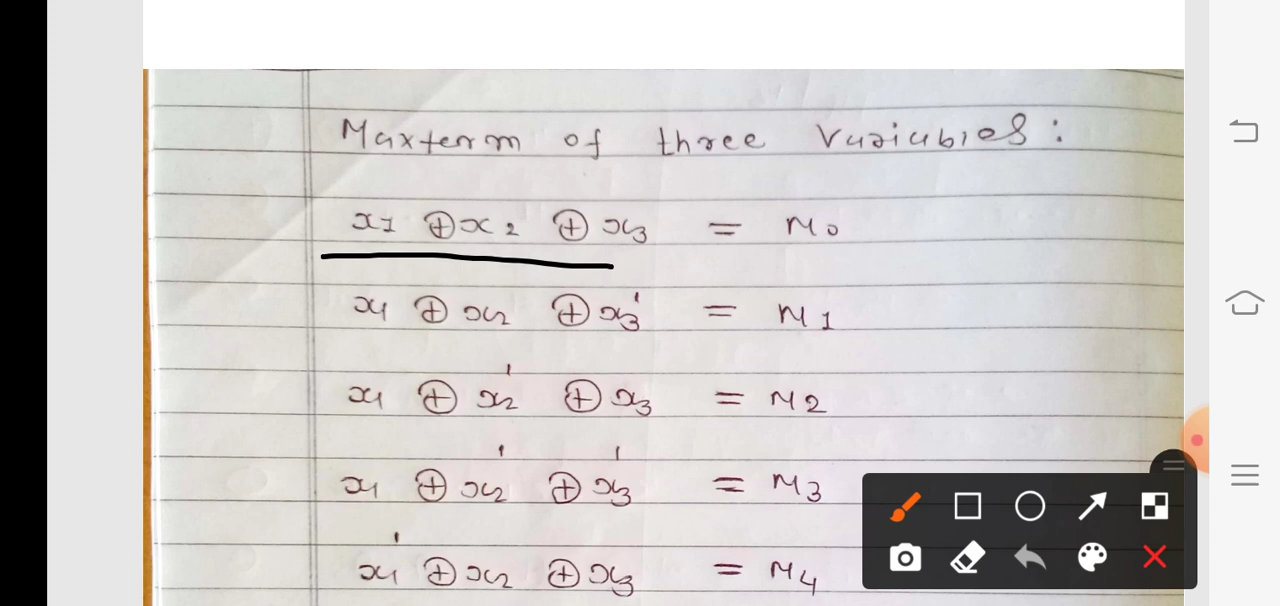 Maxterm of three Variables:
x1 ⊕ x2 ⊕ x3 = M0
x1 ⊕ x2 ⊕ x3' = M1
x1 ⊕ x2' ⊕ x3 = M2
x1 ⊕ x2' ⊕ x3' = M3
x1' ⊕ x2 ⊕ x3 = M4